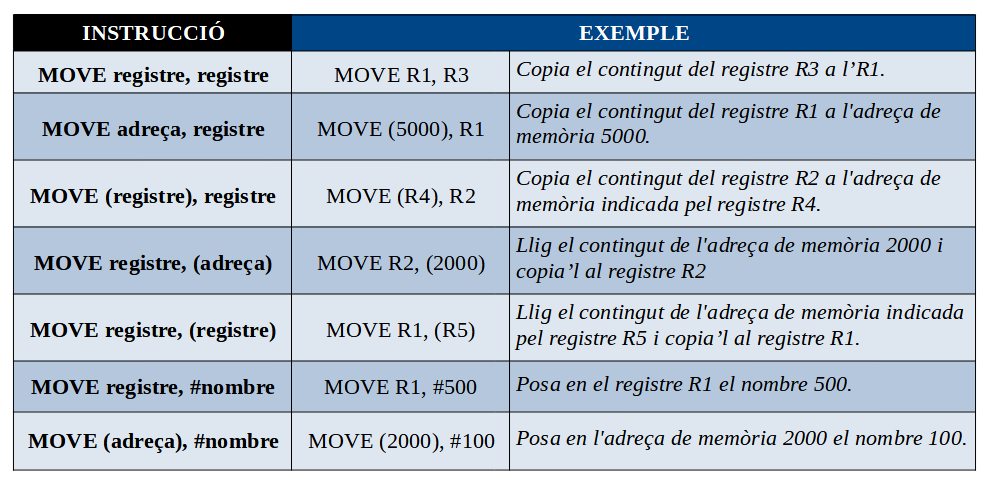 INSTRUCCIÓ EXEMPLE
MOVE registre, registre MOVE R1, R3 Copia el contingut del registre R3 a l’R1.
MOVE adreça, registre MOVE (5000), R1 Copia el contingut del registre R1 a l'adreça de
memòria 5000.
MOVE (registre), registre MOVE (R4), R2 Copia el contingut del registre R2 a l'adreça de
memòria indicada pel registre R4.
MOVE registre, (adreça) MOVE R2, (2000) Llig el contingut de l'adreça de memòria 2000 i
copia’l al registre R2
MOVE registre, (registre) MOVE R1, (R5) Llig el contingut de l'adreça de memòria indicada
pel registre R5 i copia’l al registre R1.
MOVE registre, #nombre MOVE R1, #500 Posa en el registre R1 el nombre 500.
MOVE (adreça), #nombre MOVE (2000), #100 Posa en l'adreça de memòria 2000 el nombre 100.